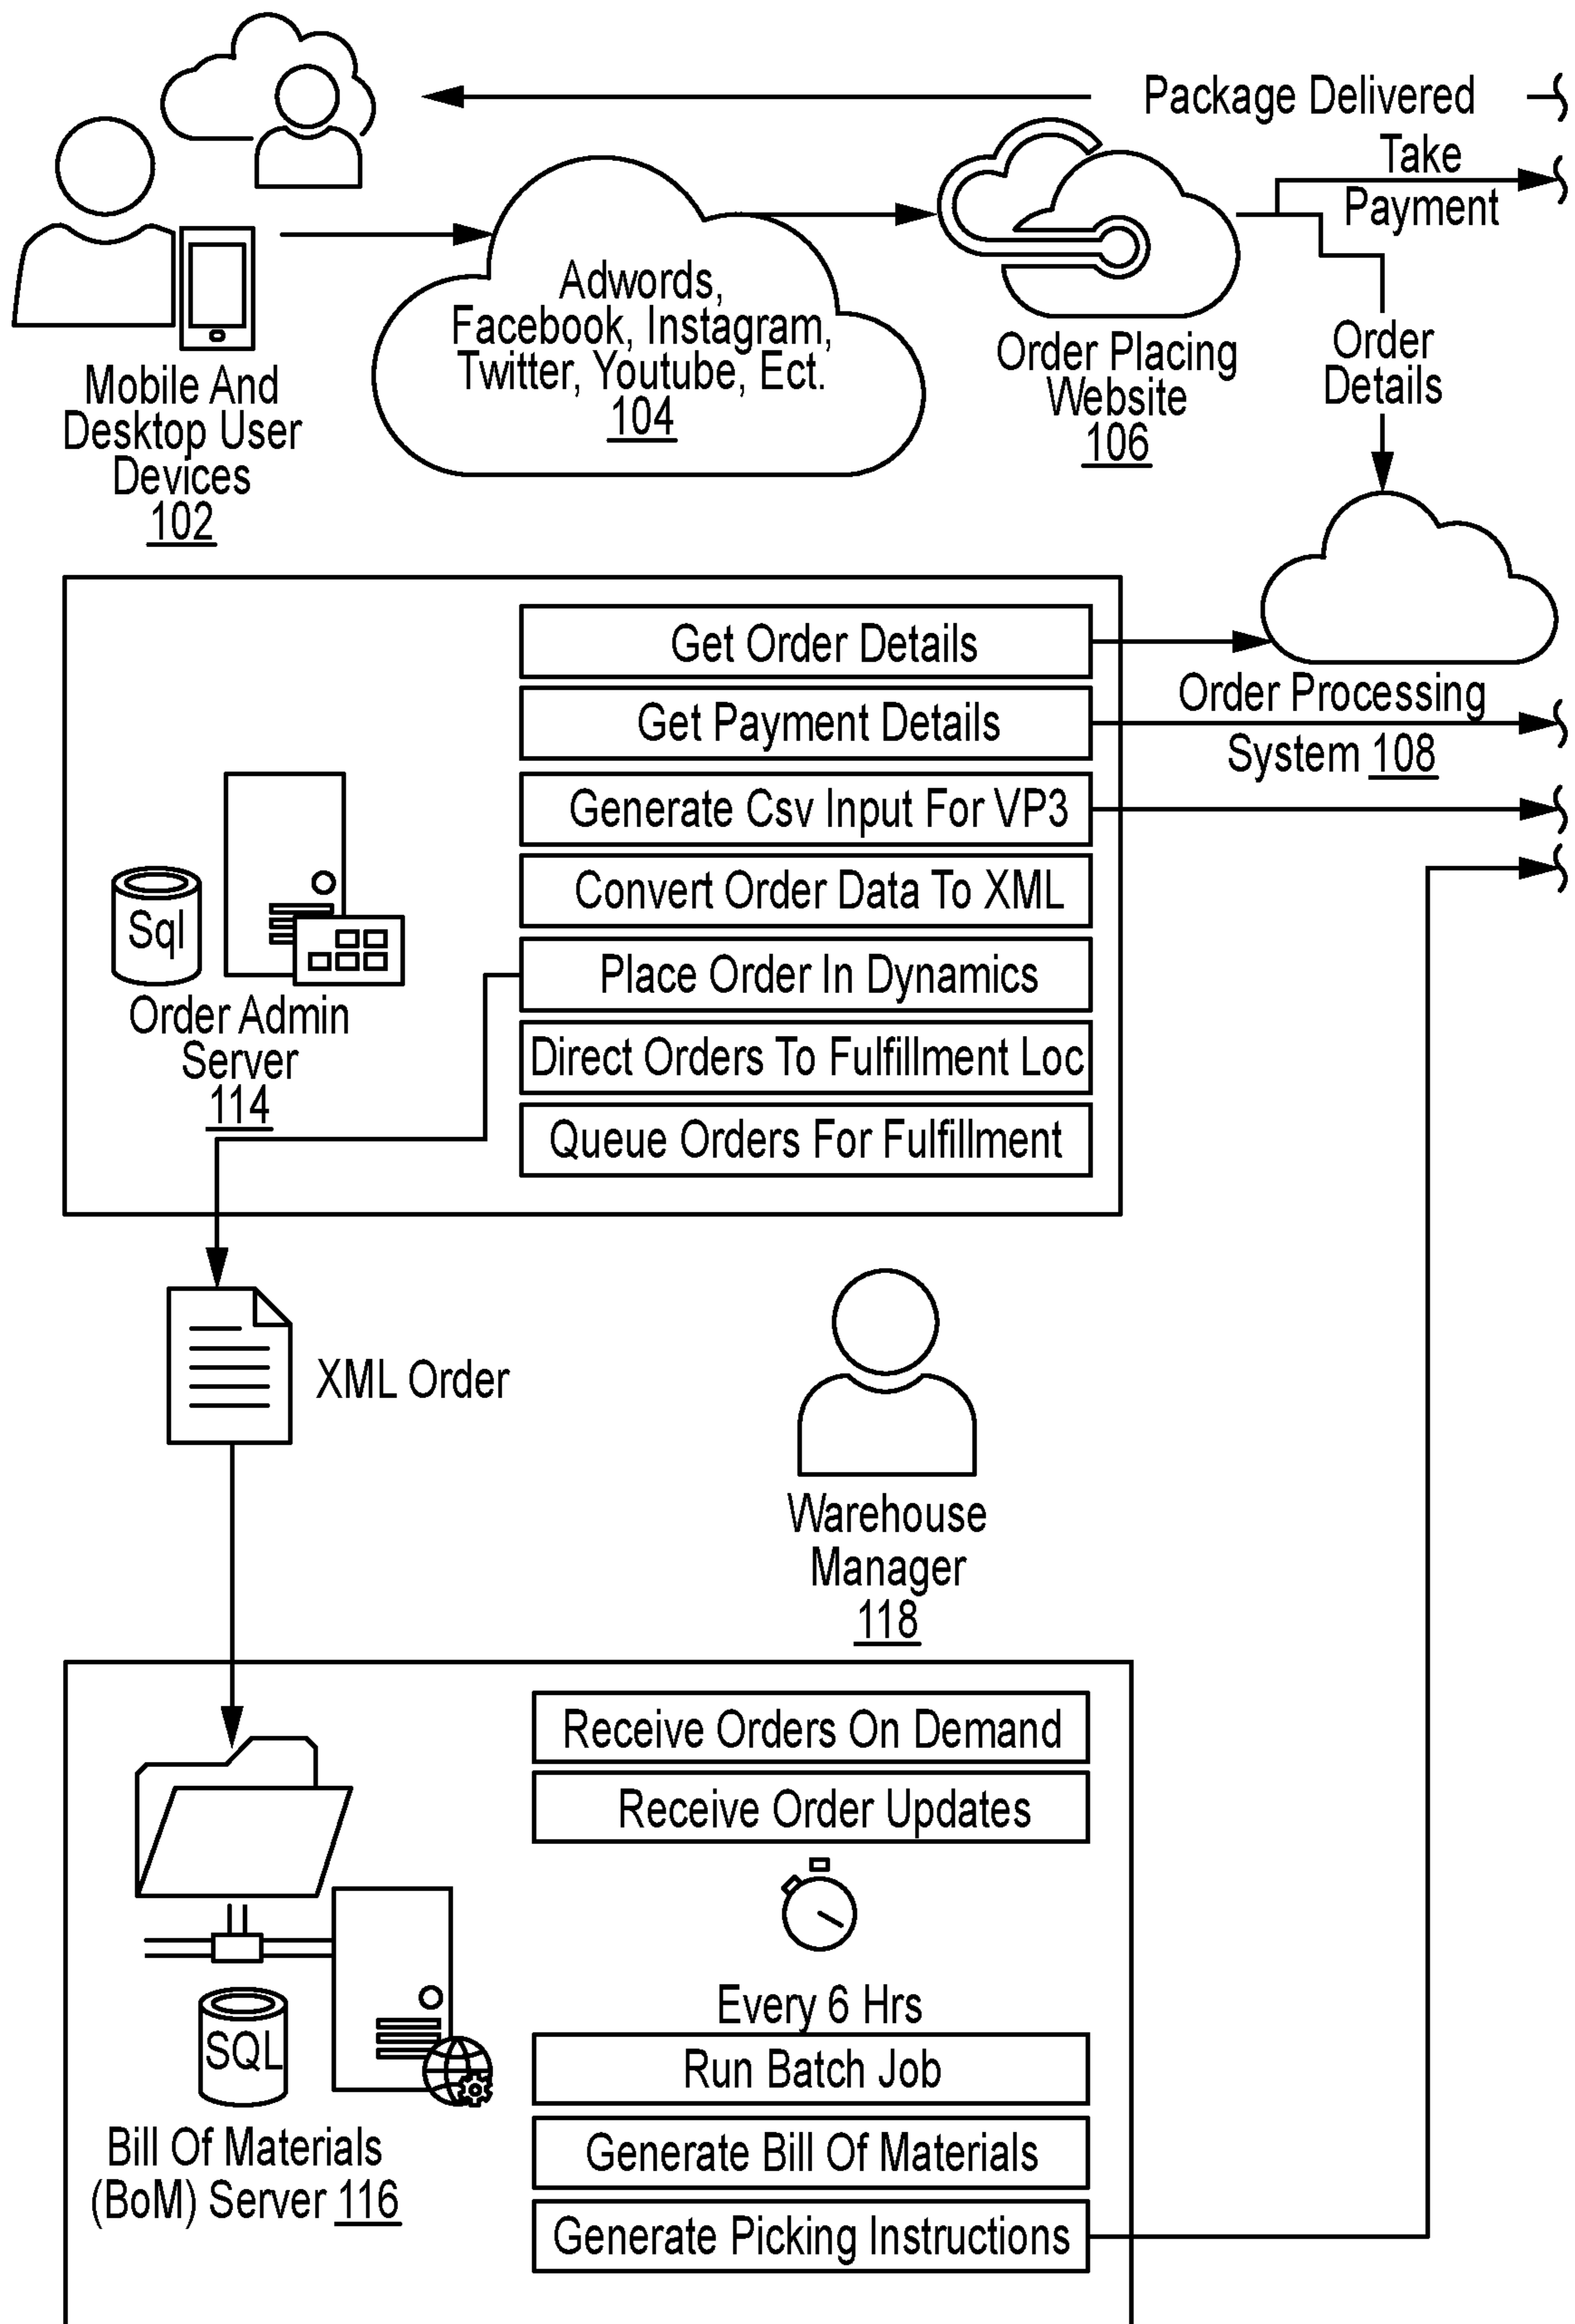 Package Delivered
Take
Payment
Adwords,
Facebook, Instagram,
Twitter, Youtube, Ect.
104
Order Placing
Website
106
Order
Details
Mobile And
Desktop User
Devices
102
Get Order Details
Get Payment Details
Generate Csv Input For VP3
Convert Order Data To XML
Place Order In Dynamics
Direct Orders To Fulfillment Loc
Queue Orders For Fulfillment
Order Processing
System 108
Sql
Order Admin
Server
114
XML Order
Warehouse
Manager
118
Receive Orders On Demand
Receive Order Updates
Every 6 Hrs
Run Batch Job
Generate Bill Of Materials
Generate Picking Instructions
SQL
Bill Of Materials
(BoM) Server 116